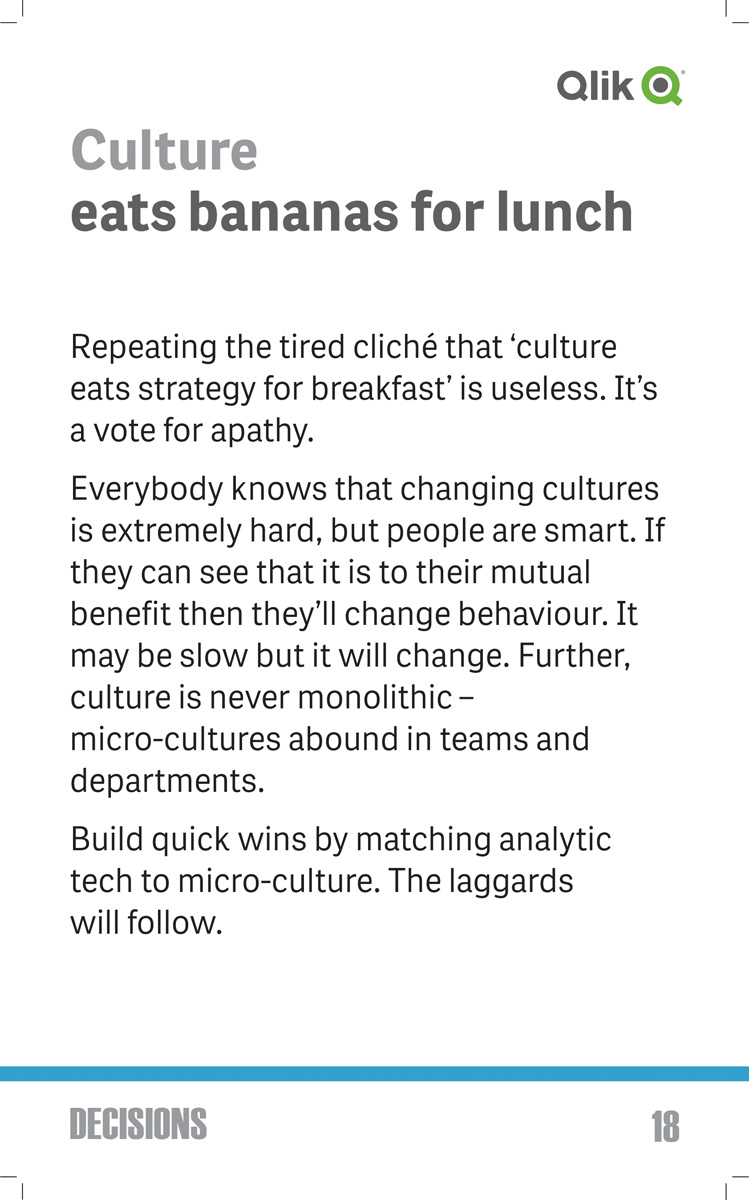 Qlik
Culture
eats bananas for lunch
Repeating the tired cliché that ‘culture
eats strategy for breakfast’ is useless. It’s
a vote for apathy.
Everybody knows that changing cultures
is extremely hard, but people are smart. If
they can see that it is to their mutual
benefit then they’ll change behaviour. It
may be slow but it will change. Further,
culture is never monolithic –
micro-cultures abound in teams and
departments.
Build quick wins by matching analytic
tech to micro-culture. The laggards
will follow.
DECISIONS
18